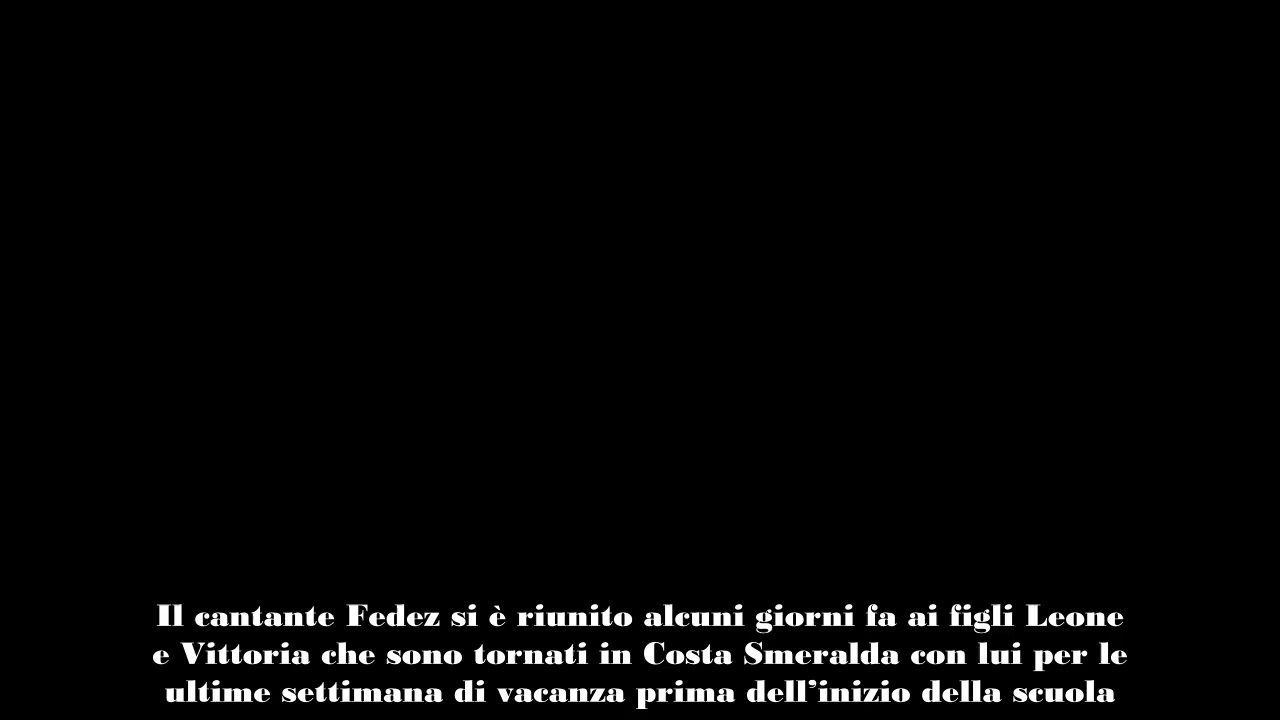 Il cantante Fedez si è riunito alcuni giorni fa ai figli Leone
e Vittoria che sono tornati in Costa Smeralda con lui per le
ultime settimana di vacanza prima dell’inizio della scuola